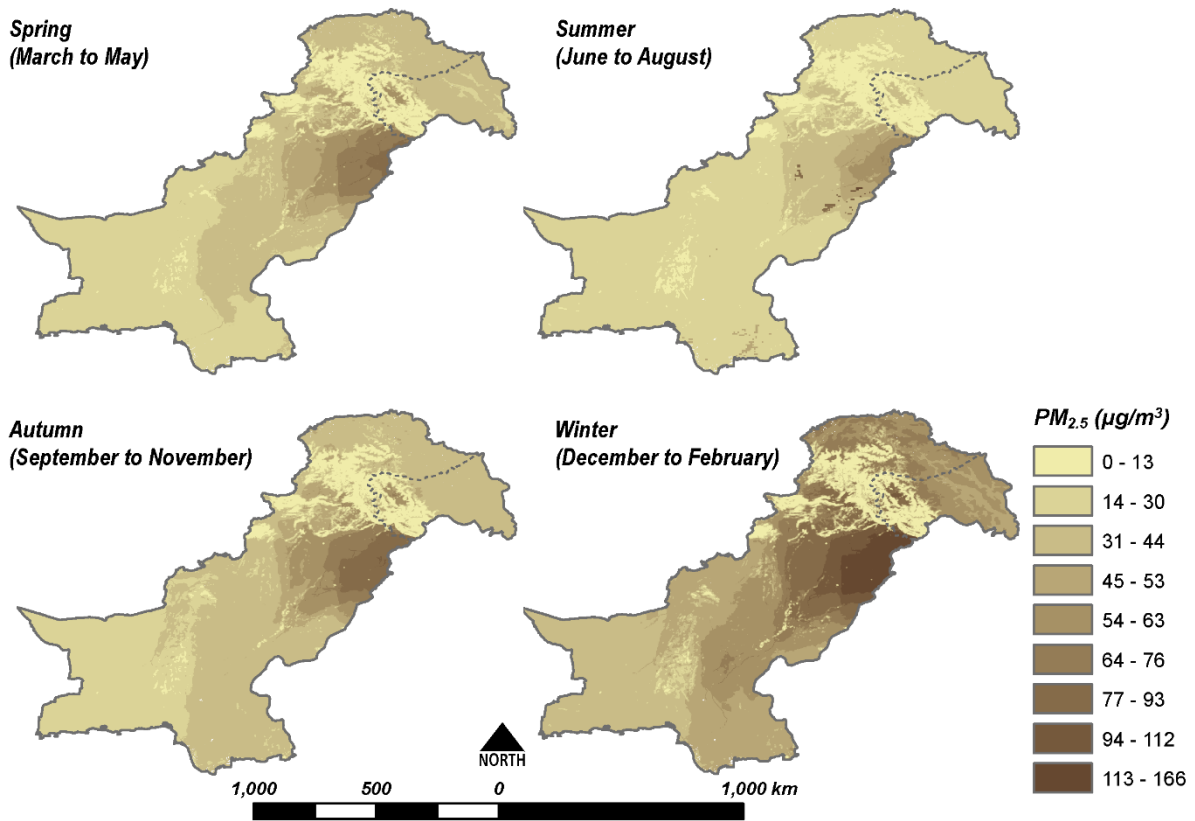 Spring
(March to May)
Summer
(June to August)
Autumn
(September to November)
Winter
(December to February)
PM2.5 (µg/m³)
0 - 13
14 - 30
31 - 44
45 - 53
54 - 63
64 - 76
77 - 93
94 - 112
113 - 166
NORTH
1,000 500 0 1,000 km